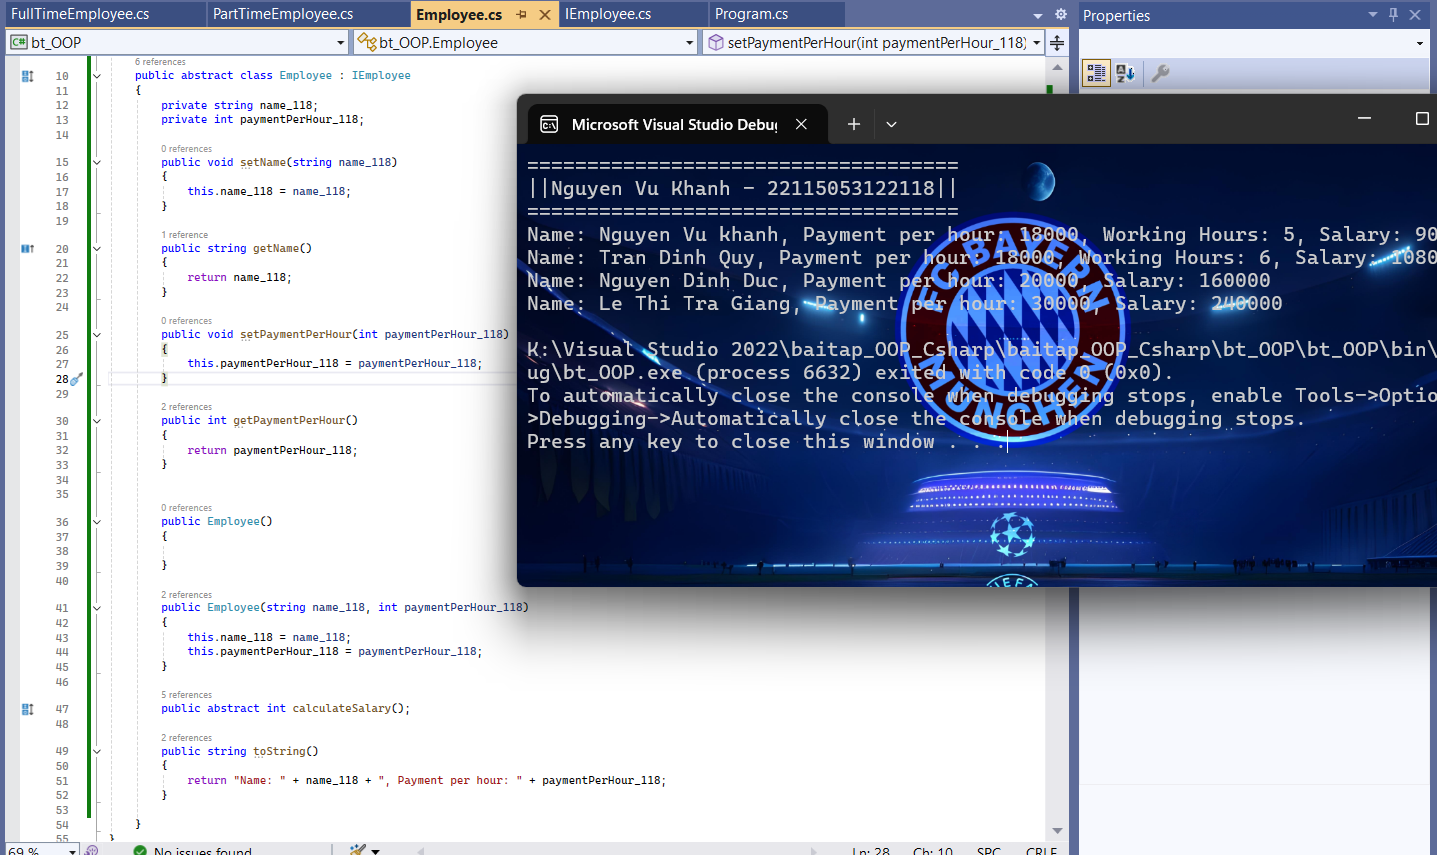 FullTimeEmployee.cs PartTimeEmployee.cs Employee.cs IEmployee.cs Program.cs
Properties
C# bt_OOP bt_OOP.Employee setPaymentPerHour(int paymentPerHour_118)
6 references
10 public abstract class Employee : IEmployee
11 {
12 private string name_118;
13 private int paymentPerHour_118;
14
0 references
15 public void setName(string name_118)
16 {
17 this.name_118 = name_118;
18 }
19
1 reference
20 public string getName()
21 {
22 return name_118;
23 }
24
0 references
25 public void setPaymentPerHour(int paymentPerHour_118)
26 {
27 this.paymentPerHour_118 = paymentPerHour_118;
28 }
29
2 references
30 public int getPaymentPerHour()
31 {
32 return paymentPerHour_118;
33 }
34
35
0 references
36 public Employee()
37 {
38
39 }
40
2 references
41 public Employee(string name_118, int paymentPerHour_118)
42 {
43 this.name_118 = name_118;
44 this.paymentPerHour_118 = paymentPerHour_118;
45 }
46
5 references
47 public abstract int calculateSalary();
48
2 references
49 public string toString()
50 {
51 return "Name: " + name_118 + ", Payment per hour: " + paymentPerHour_118;
52 }
53
54 }
55 }
69 % No issues found Ln: 28 Ch: 10 SPC CRLF
Microsoft Visual Studio Debug
====================================
||Nguyen Vu Khanh - 22115053122118||
====================================
Name: Nguyen Vu khanh, Payment per hour: 18000, Working Hours: 5, Salary: 90
Name: Tran Dinh Quy, Payment per hour: 18000, Working Hours: 6, Salary: 1080
Name: Nguyen Dinh Duc, Payment per hour: 20000, Salary: 160000
Name: Le Thi Tra Giang, Payment per hour: 30000, Salary: 240000
K:\Visual Studio 2022\baitap_OOP_Csharp\baitap_OOP_Csharp\bt_OOP\bt_OOP\bin\
ug\bt_OOP.exe (process 6632) exited with code 0 (0x0).
To automatically close the console when debugging stops, enable Tools->Optio
>Debugging->Automatically close the console when debugging stops.
Press any key to close this window . . .
FC BAYERN
MÜNCHEN
UEFA